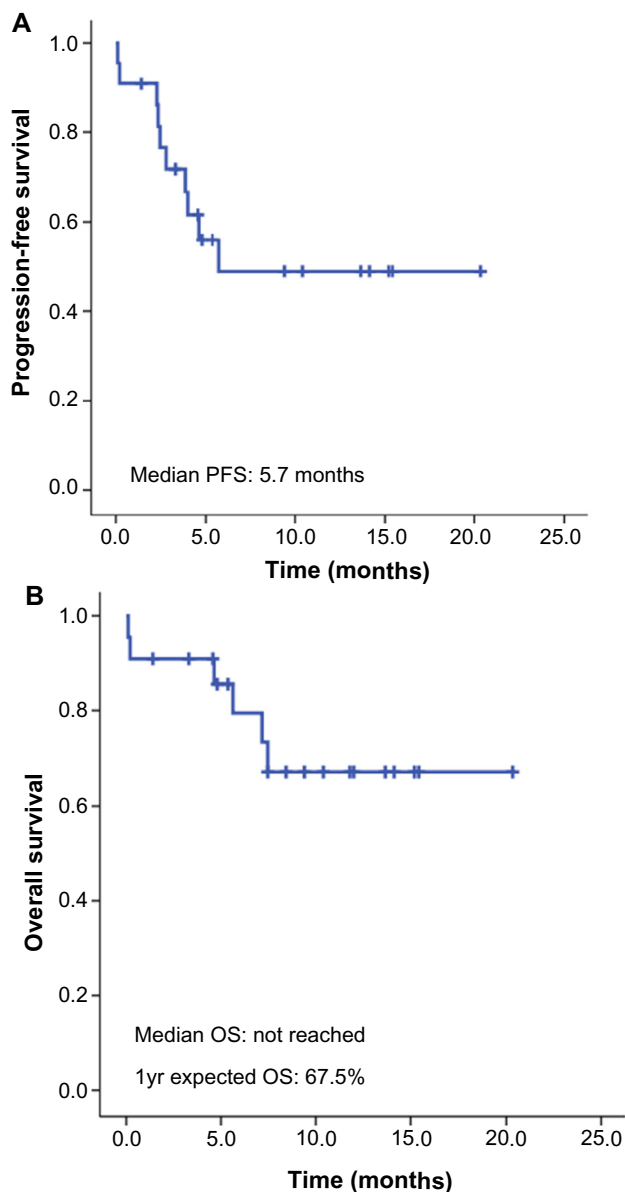 A
1.0
0.8
0.6
0.4
0.2
0.0
Progression-free survival
Median PFS: 5.7 months
0.0 5.0 10.0 15.0 20.0 25.0
Time (months)
B
1.0
0.8
0.6
0.4
0.2
0.0
Overall survival
Median OS: not reached
1yr expected OS: 67.5%
0.0 5.0 10.0 15.0 20.0 25.0
Time (months)